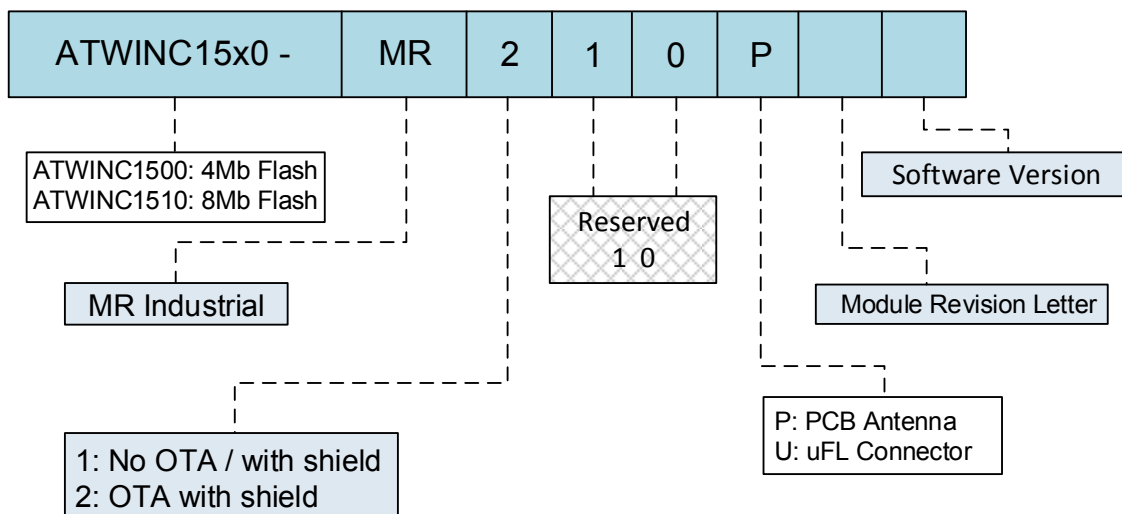 ATWINC15x0 - MR 2 1 0 P
ATWINC1500: 4Mb Flash
ATWINC1510: 8Mb Flash
Software Version
Reserved
1 0
MR Industrial
Module Revision Letter
P: PCB Antenna
U: uFL Connector
1: No OTA / with shield
2: OTA with shield